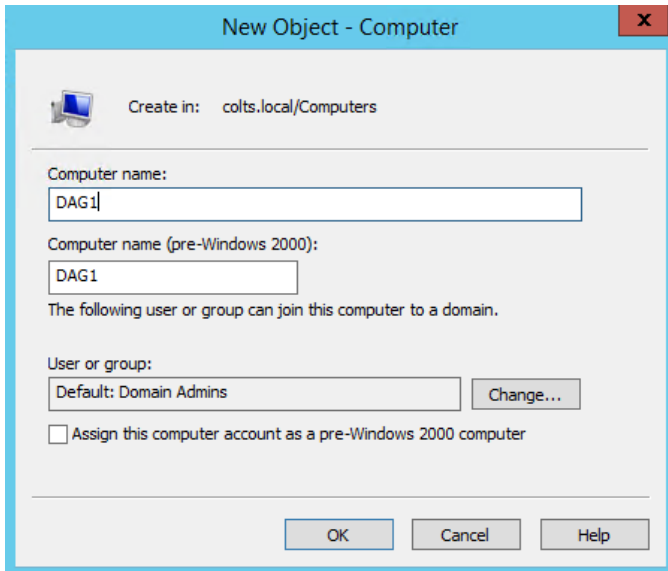 New Object - Computer
x
Create in: colts.local/Computers
Computer name:
DAG1
Computer name (pre-Windows 2000):
DAG1
The following user or group can join this computer to a domain.
User or group:
Default: Domain Admins
Change...
Assign this computer account as a pre-Windows 2000 computer
OK Cancel Help